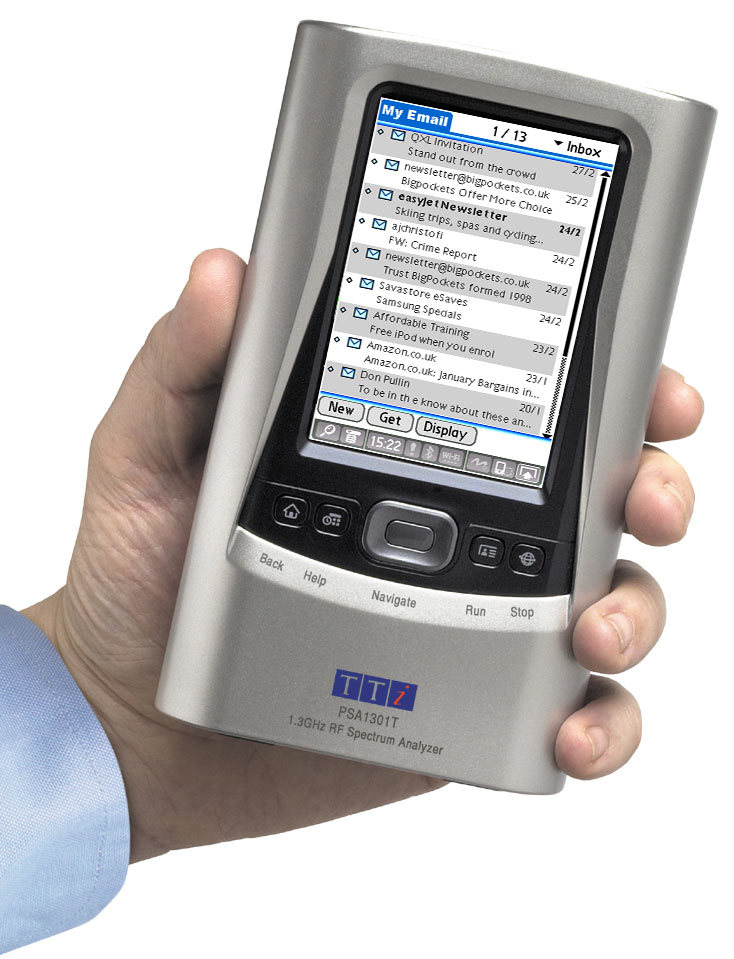 My Email 1 / 13 Inbox
QXL Invitation 27/2
Stand out from the crowd
newsletter@bigpockets.co.uk 25/2
Bigpockets Offer More Choice
easyJet Newsletter 24/2
Skiing trips, spas and cycling...
ajchristofi 24/2
FW: Crime Report
newsletter@bigpockets.co.uk 24/2
Trust BigPockets formed 1998
Savastore eSaves 24/2
Samsung Specials
Affordable Training 23/2
Free iPod when you enrol
Amazon.co.uk 23/1
Amazon.co.uk: January Bargains in...
Don Pullin 20/1
To be in the know about these an...
New Get Display
15:22 Wi-Fi
Back Help Navigate Run Stop
TTi
PSA1301T
1.3GHz RF Spectrum Analyzer